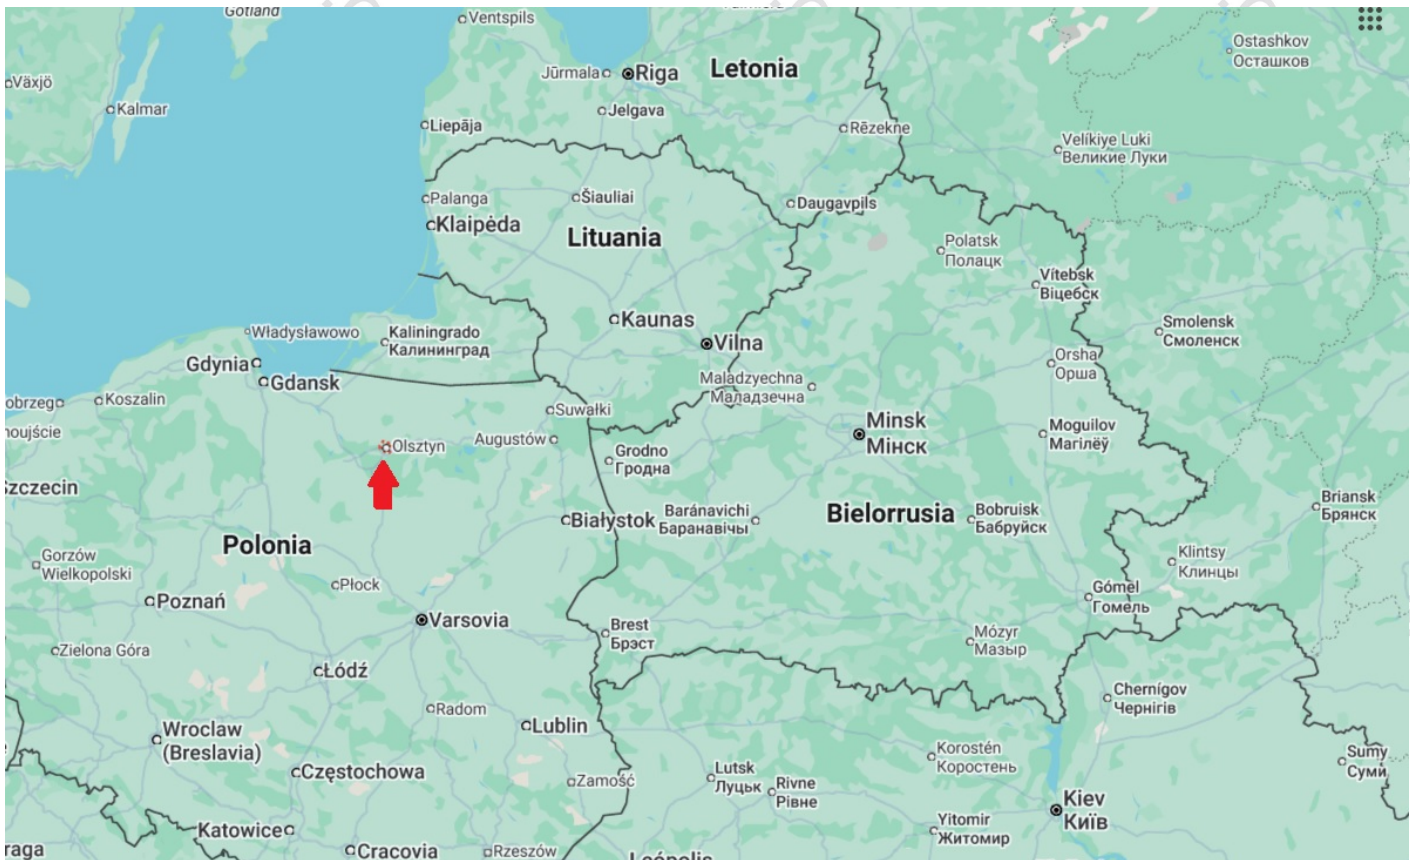 Gotland
Ventspils
Ostashkov
Осташков
Växjö
Jūrmala
Riga
Letonia
Kalmar
Jelgava
Liepāja
Rēzekne
Velíkiye Luki
Великие Луки
Palanga
Šiauliai
Daugavpils
Klaipėda
Lituania
Polatsk
Полацк
Vítebsk
Віцебск
Władysławowo
Kaliningrado
Калининград
Kaunas
Vilna
Smolensk
Смоленск
Gdynia
Gdansk
Maladzyechna
Маладзечна
Orsha
Орша
obrzeg
Koszalin
Suwałki
noujście
Olsztyn
Augustów
Minsk
Мінск
Moguilov
Магілёў
Grodno
Гродна
Szczecin
Białystok
Baránavichi
Баранавічы
Bielorrusia
Bobruisk
Бабруйск
Briansk
Брянск
Polonia
Gorzów
Wielkopolski
Płock
Klintsy
Клинцы
Poznań
Varsovia
Gómel
Гомель
Brest
Брэст
Mózyr
Мазыр
Zielona Góra
Łódź
Radom
Chernígov
Чернігів
Wroclaw
(Breslavia)
Lublin
Częstochowa
Zamość
Lutsk
Луцьк
Rivne
Рівне
Korostén
Коростень
Sumy
Суми
Kiev
Київ
Katowice
Yitomir
Житомир
raga
Cracovia
Rzeszów
Leópolis